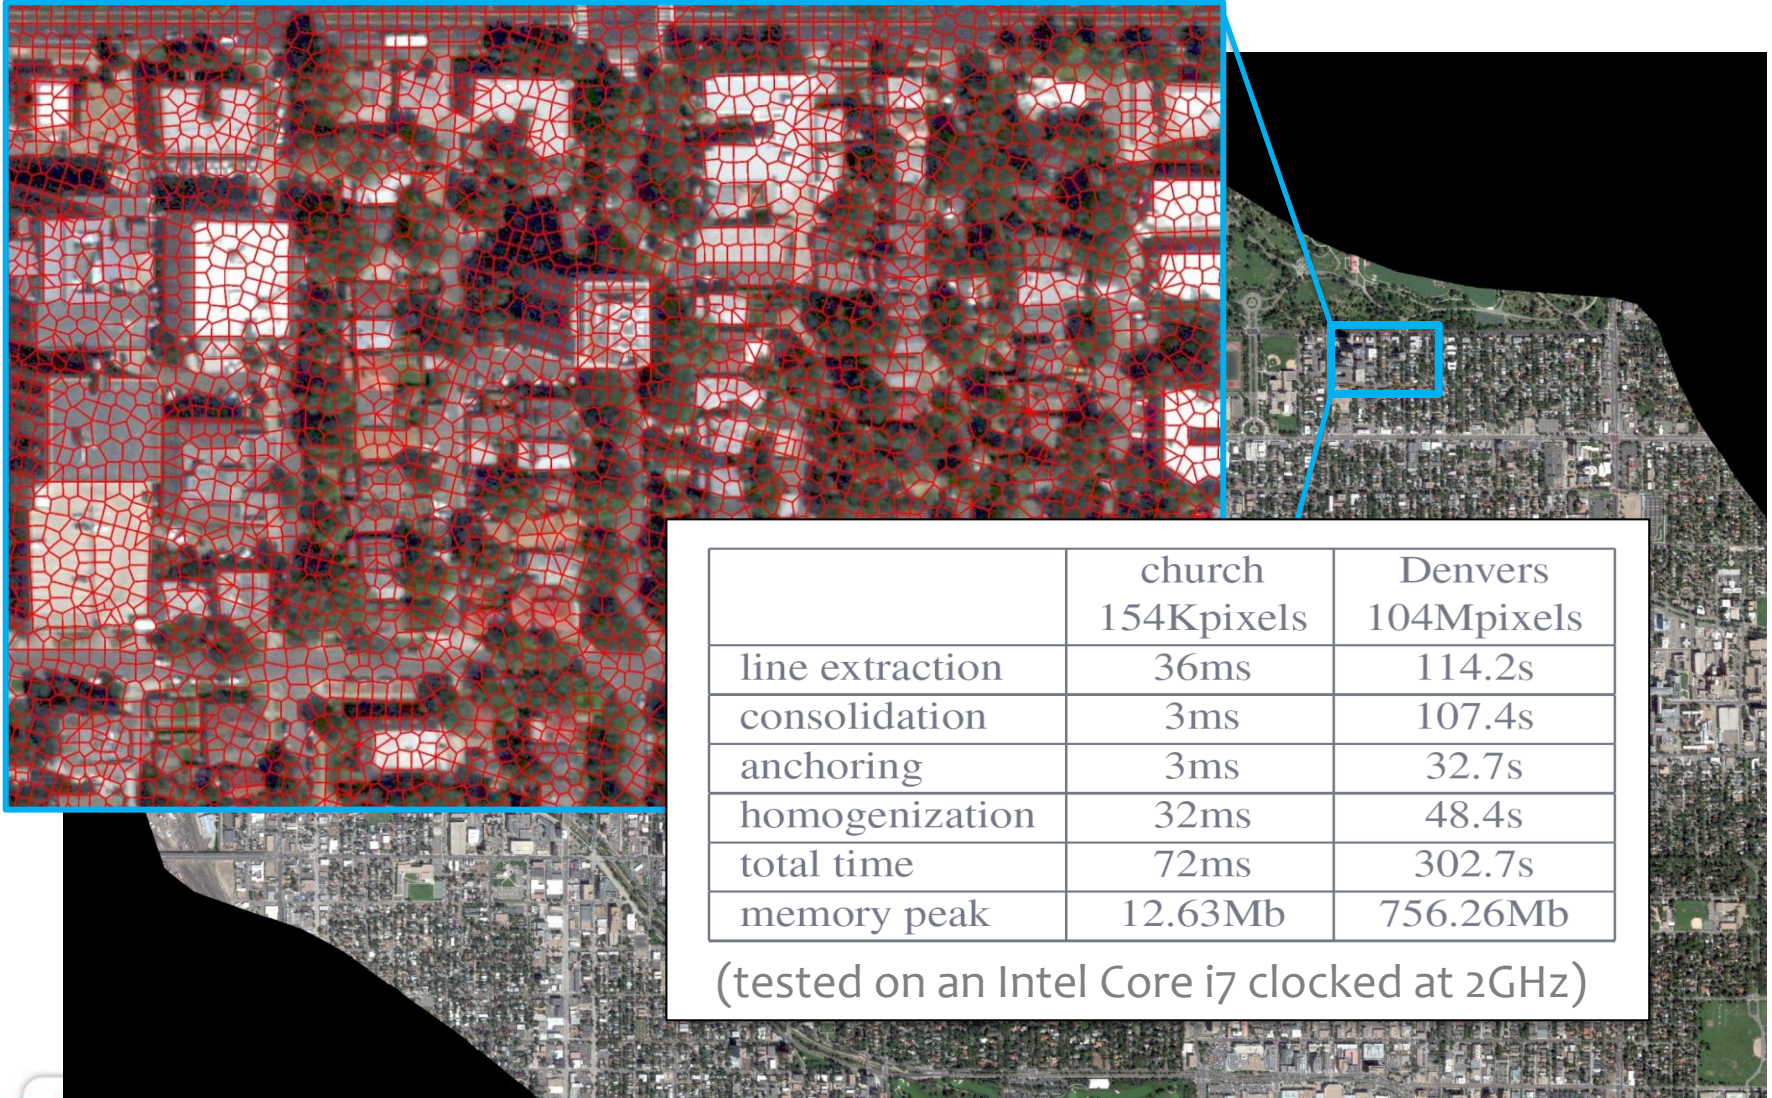 church Denvers
154Kpixels 104Mpixels
line extraction 36ms 114.2s
consolidation 3ms 107.4s
anchoring 3ms 32.7s
homogenization 32ms 48.4s
total time 72ms 302.7s
memory peak 12.63Mb 756.26Mb
(tested on an Intel Core i7 clocked at 2GHz)